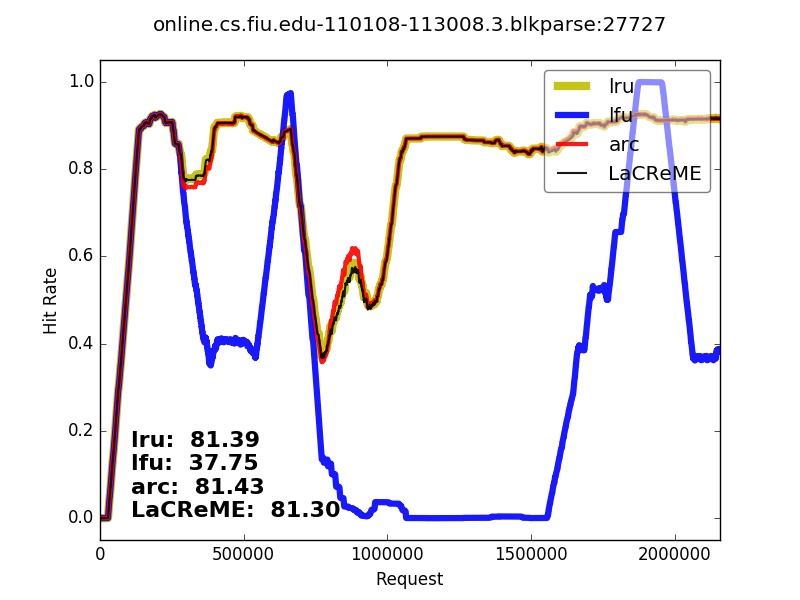 online.cs.fiu.edu-110108-113008.3.blkparse:27727
1.0
0.8
0.6
0.4
0.2
0.0
Hit Rate
lru
lfu
arc
LaCReME
lru:  81.39
lfu:  37.75
arc:  81.43
LaCReME:  81.30
0
500000
1000000
1500000
2000000
Request